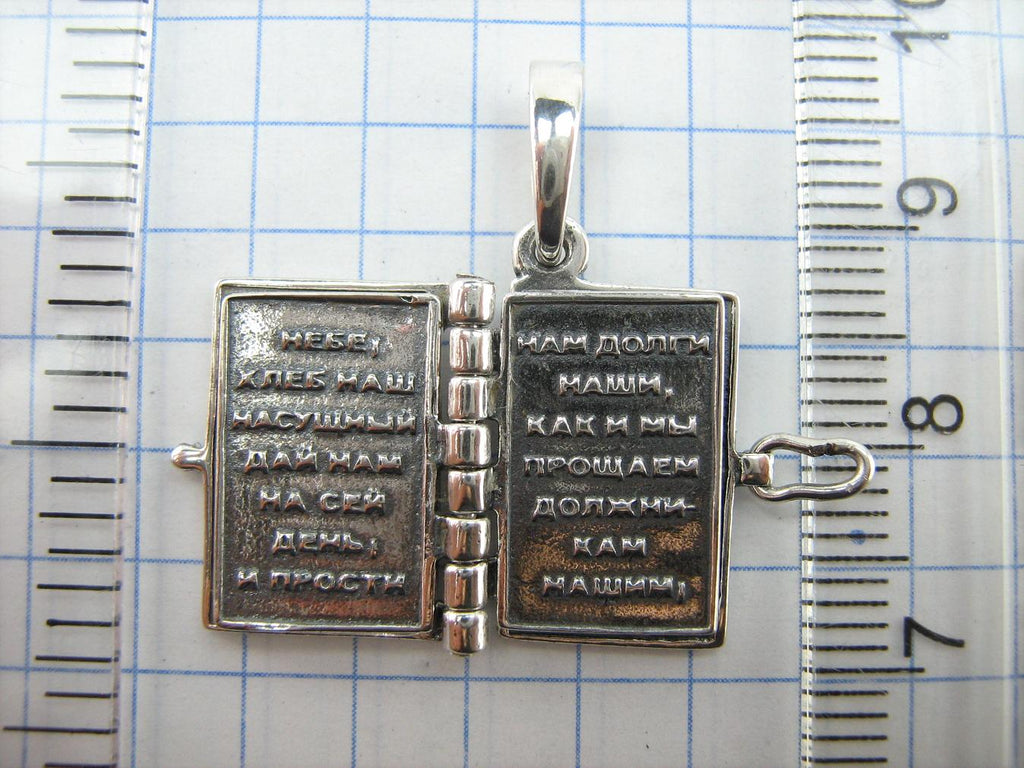 НЕБЕ,
ХЛЕБ НАШ
НАСУЩНЫЙ
ДАЙ НАМ
НА СЕЙ
ДЕНЬ;
И ПРОСТИ
НАМ ДОЛГИ
НАШИ,
КАК И МЫ
ПРОЩАЕМ
ДОЛЖНИ-
КАМ
НАШИМ;
10
9
8
7